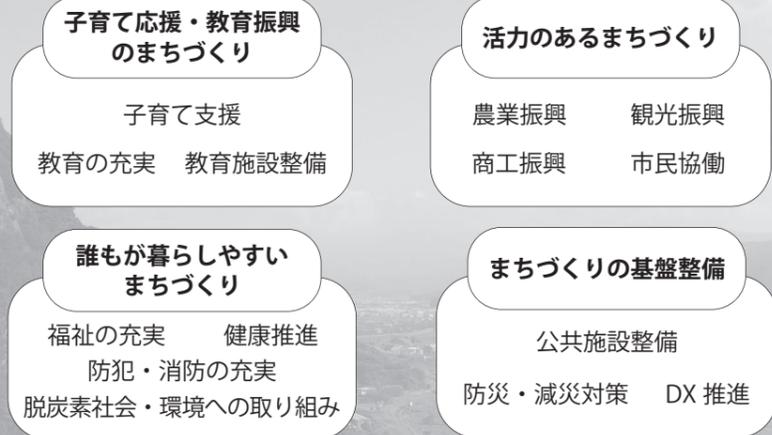 子育て応援・教育振興
のまちづくり
子育て支援
教育の充実 教育施設整備
活力のあるまちづくり
農業振興 観光振興
商工振興 市民協働
誰もが暮らしやすい
まちづくり
福祉の充実 健康推進
防犯・消防の充実
脱炭素社会・環境への取り組み
まちづくりの基盤整備
公共施設整備
防災・減災対策 DX 推進